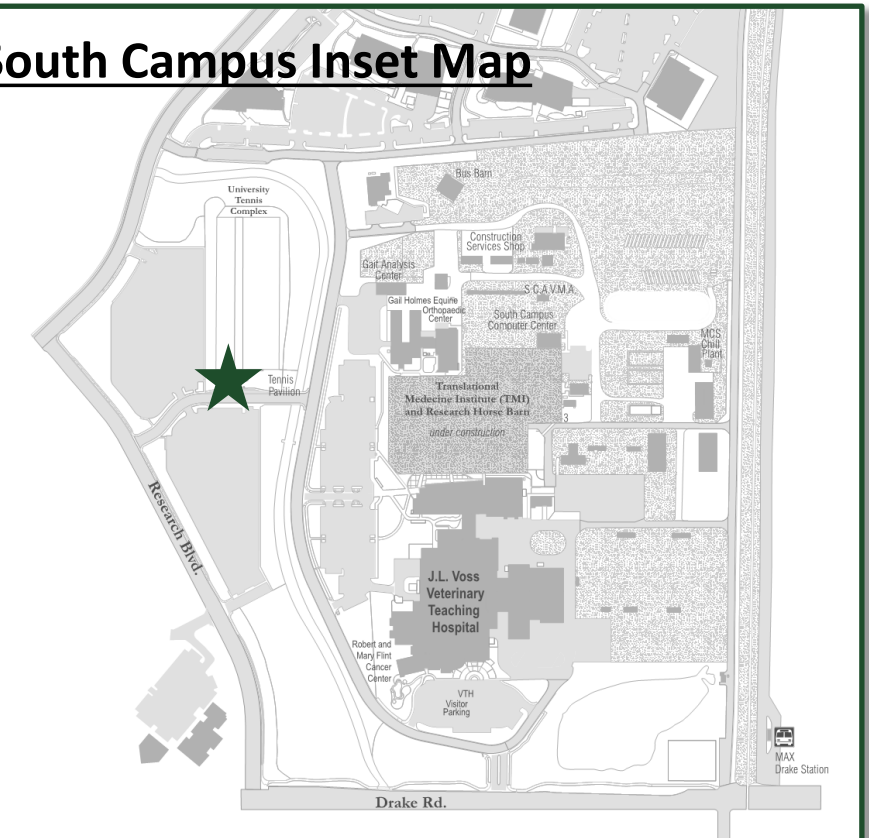 South Campus Inset Map
Bus Barn
University
Tennis
Complex
Construction
Services Shop
Gait Analysis
Center
S.C.A.V.M.A.
Gail Holmes Equine
Orthopaedic
Center
South Campus
Computer Center
MCS
Chill
Plant
Tennis
Pavilion
Translational
Medecine Institute (TMI)
and Research Horse Barn
under construction
3
Research Blvd.
J.L. Voss
Veterinary
Teaching
Hospital
Robert and
Mary Flint
Cancer
Center
VTH
Visitor
Parking
MAX
Drake Station
Drake Rd.